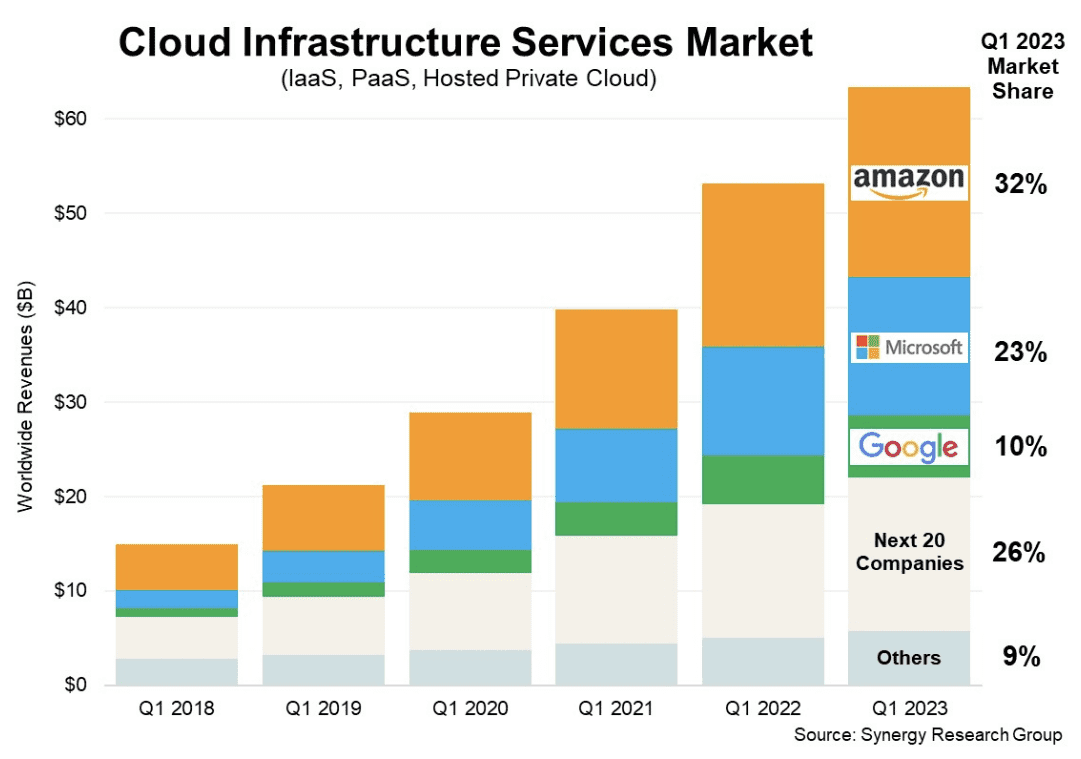 Cloud Infrastructure Services Market
(IaaS, PaaS, Hosted Private Cloud)
Q1 2023
Market
Share
Worldwide Revenues ($B)
$60
$50
$40
$30
$20
$10
$0
amazon
32%
Microsoft
23%
Google
10%
Next 20
Companies
26%
Others
9%
Q1 2018
Q1 2019
Q1 2020
Q1 2021
Q1 2022
Q1 2023
Source: Synergy Research Group